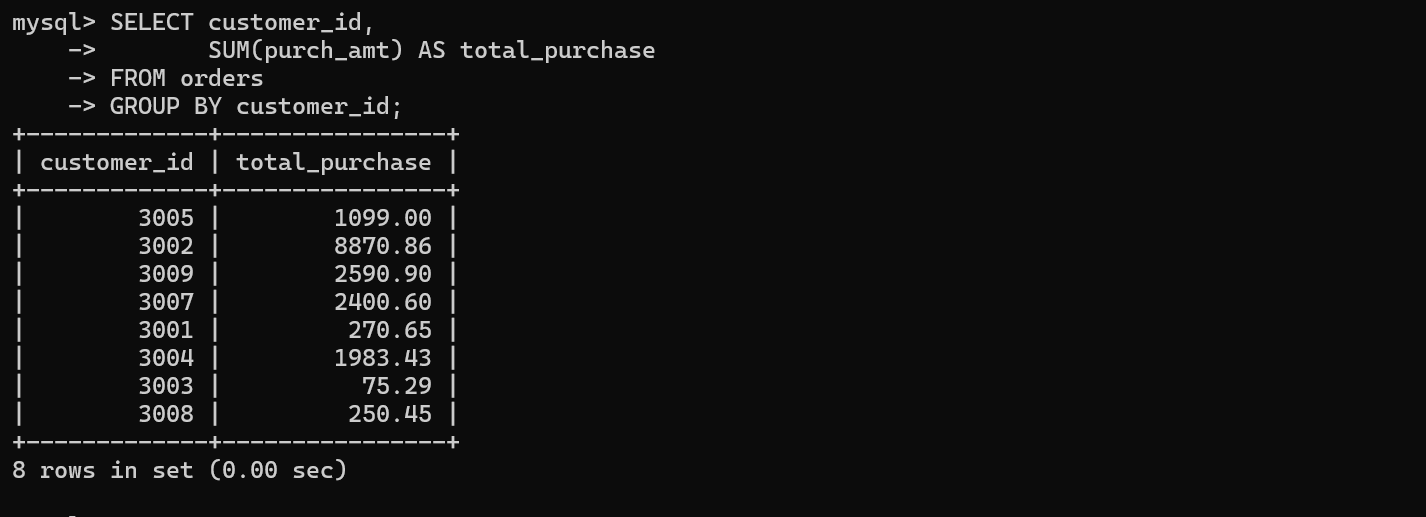 mysql> SELECT customer_id,
    ->        SUM(purch_amt) AS total_purchase
    -> FROM orders
    -> GROUP BY customer_id;
+-------------+----------------+
| customer_id | total_purchase |
+-------------+----------------+
|        3005 |        1099.00 |
|        3002 |        8870.86 |
|        3009 |        2590.90 |
|        3007 |        2400.60 |
|        3001 |         270.65 |
|        3004 |        1983.43 |
|        3003 |          75.29 |
|        3008 |         250.45 |
+-------------+----------------+
8 rows in set (0.00 sec)